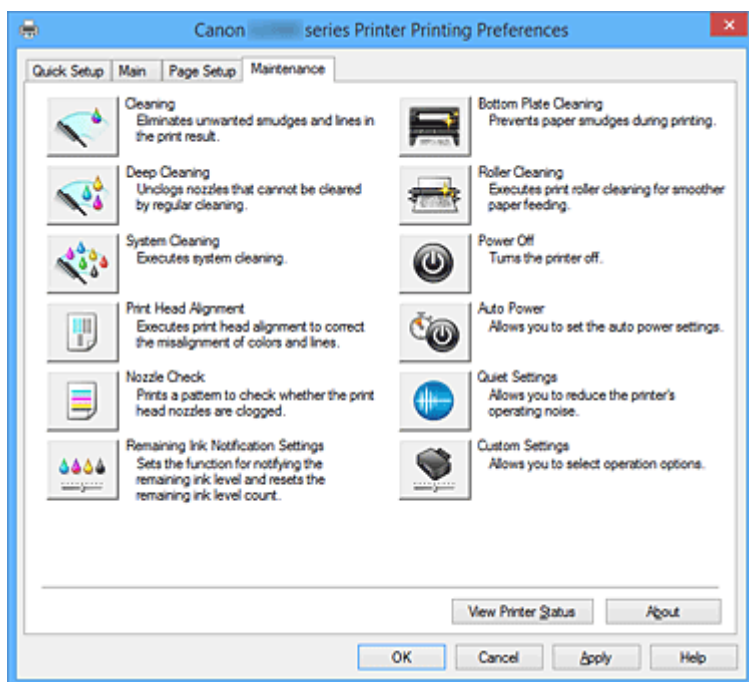 Canon series Printer Printing Preferences
Quick Setup
Main
Page Setup
Maintenance
Cleaning
Eliminates unwanted smudges and lines in
the print result.
Deep Cleaning
Unclogs nozzles that cannot be cleared
by regular cleaning.
System Cleaning
Executes system cleaning.
Print Head Alignment
Executes print head alignment to correct
the misalignment of colors and lines.
Nozzle Check
Prints a pattern to check whether the print
head nozzles are clogged.
Remaining Ink Notification Settings
Sets the function for notifying the
remaining ink level and resets the
remaining ink level count.
Bottom Plate Cleaning
Prevents paper smudges during printing.
Roller Cleaning
Executes print roller cleaning for smoother
paper feeding.
Power Off
Turns the printer off.
Auto Power
Allows you to set the auto power settings.
Quiet Settings
Allows you to reduce the printer's
operating noise.
Custom Settings
Allows you to select operation options.
View Printer Status
About
OK
Cancel
Apply
Help